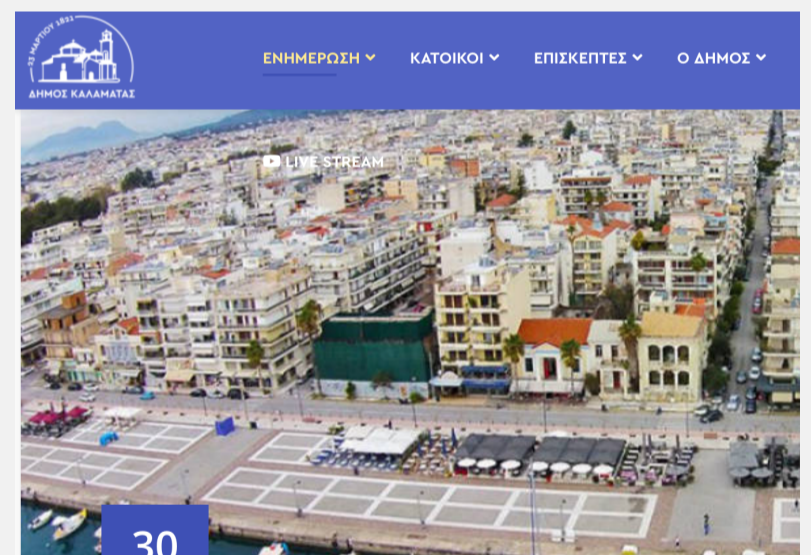 23 ΜΑΡΤΙΟΥ 1821
ΔΗΜΟΣ ΚΑΛΑΜΑΤΑΣ
ΕΝΗΜΕΡΩΣΗ ΚΑΤΟΙΚΟΙ ΕΠΙΣΚΕΠΤΕΣ Ο ΔΗΜΟΣ
LIVE STREAM
30